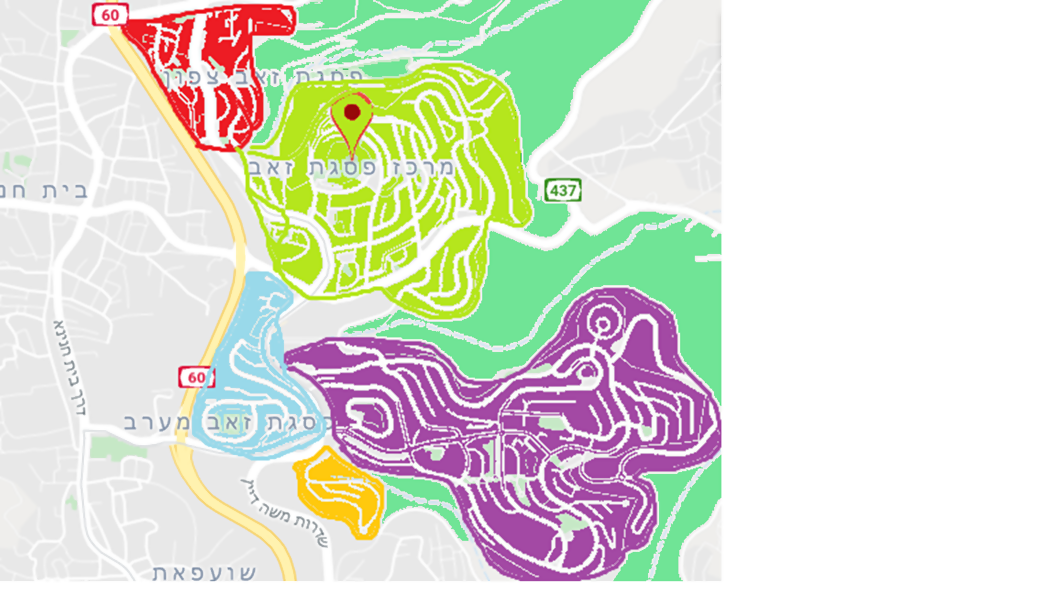 60
פסגת זאב צפון
מרכז פסגת זאב
437
בית חנ
דרך בית חנינא
60
פסגת זאב מערב
שדרות משה דיין
שועפאת